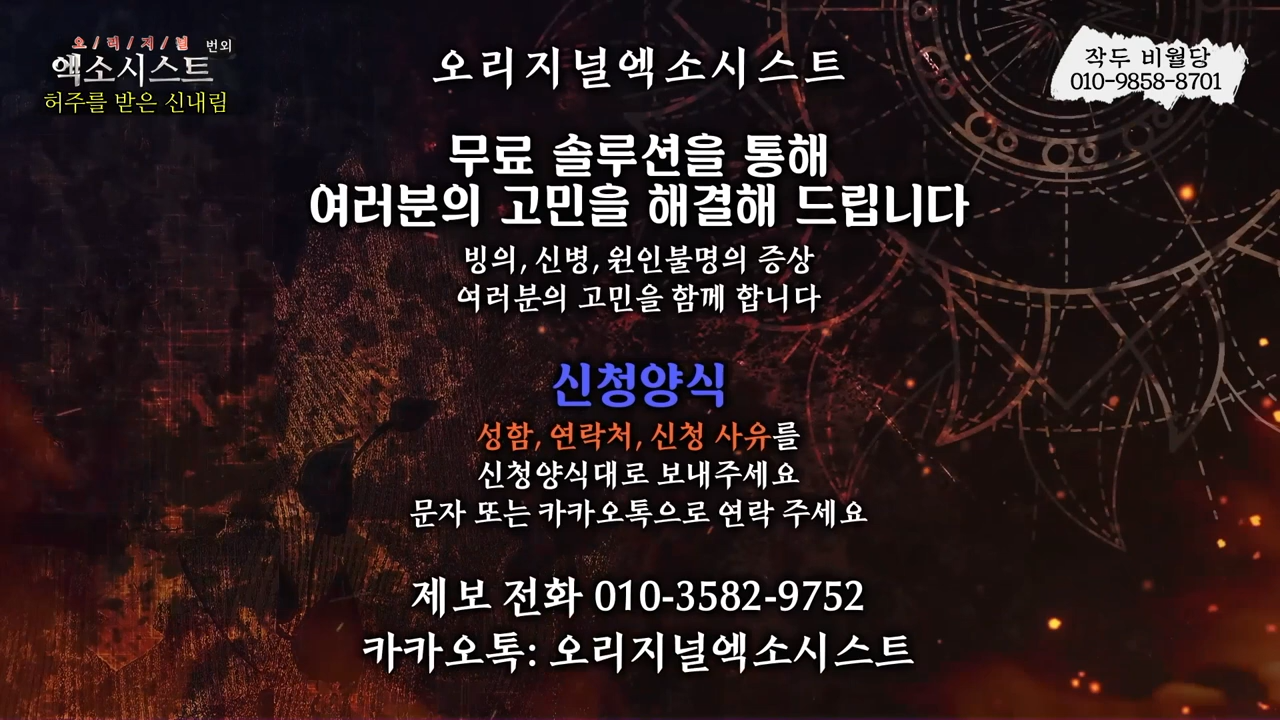 오/리/지/널 번외
엑소시스트
허주를 받은 신내림
오리지널엑소시스트
작두 비월당
010-9858-8701
무료 솔루션을 통해
여러분의 고민을 해결해 드립니다
빙의, 신병, 원인불명의 증상
여러분의 고민을 함께 합니다
신청양식
성함, 연락처, 신청 사유를
신청양식대로 보내주세요
문자 또는 카카오톡으로 연락 주세요
제보 전화 010-3582-9752
카카오톡: 오리지널엑소시스트